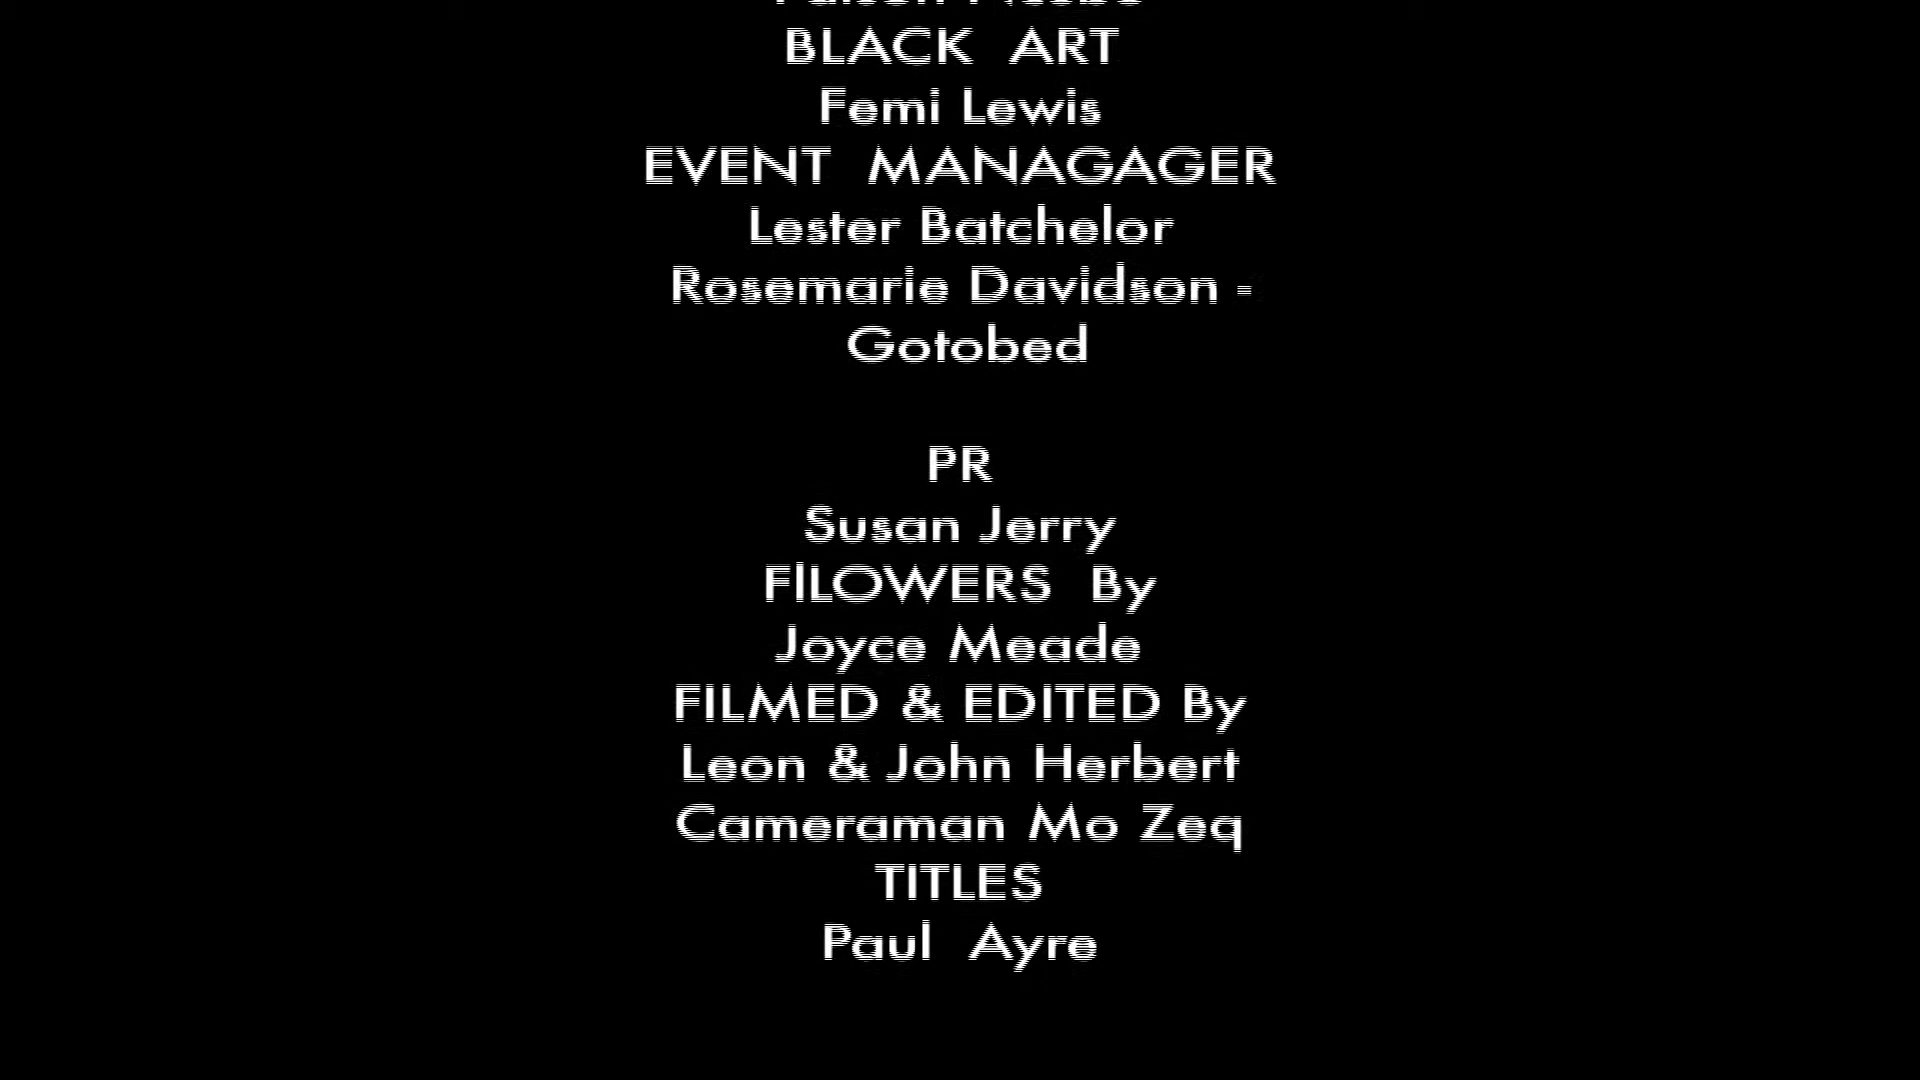 BLACK ART
Femi Lewis
EVENT MANAGAGER
Lester Batchelor
Rosemarie Davidson -
Gotobed
PR
Susan Jerry
FlLOWERS By
Joyce Meade
FILMED & EDITED By
Leon & John Herbert
Cameraman Mo Zeq
TITLES
Paul Ayre